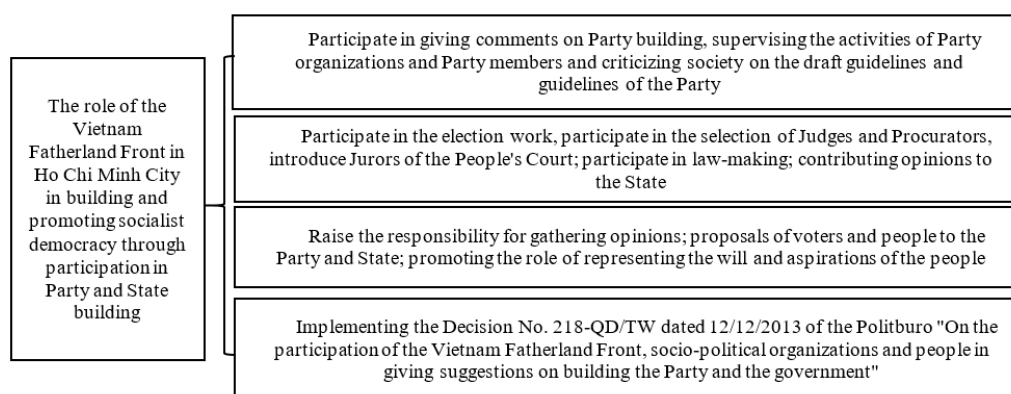 The role of the
Vietnam
Fatherland Front in
Ho Chi Minh City
in building and
promoting socialist
democracy through
participation in
Party and State
building
Participate in giving comments on Party building, supervising the activities of Party
organizations and Party members and criticizing society on the draft guidelines and
guidelines of the Party
Participate in the election work, participate in the selection of Judges and Procurators,
introduce Jurors of the People's Court; participate in law-making; contributing opinions to
the State
Raise the responsibility for gathering opinions; proposals of voters and people to the
Party and State; promoting the role of representing the will and aspirations of the people
Implementing the Decision No. 218-QD/TW dated 12/12/2013 of the Politburo "On the
participation of the Vietnam Fatherland Front, socio-political organizations and people in
giving suggestions on building the Party and the government"